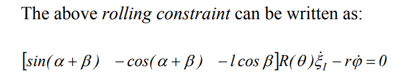 The above rolling constraint can be written as:
[sin(α + β) − cos(α + β) − l cos β]R(θ)ξ̇_I − rφ̇ = 0